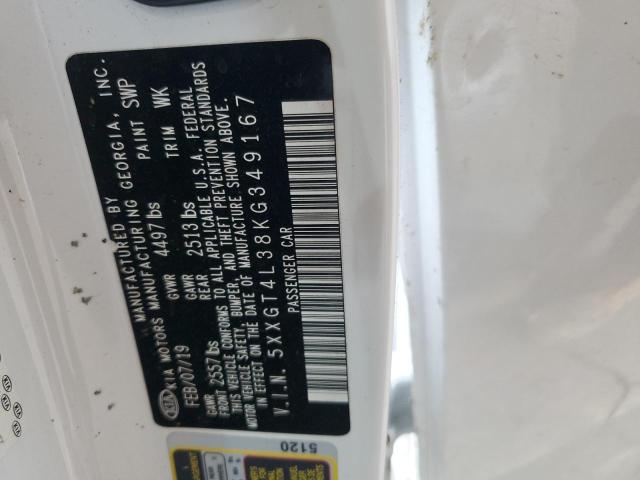 KIA
MANUFACTURED BY
KIA MOTORS MANUFACTURING GEORGIA, INC.
FEB/07/19 GVWR 4497lbs PAINT SWP
GAWR FRONT 2557lbs GAWR REAR 2513lbs TRIM WK
THIS VEHICLE CONFORMS TO ALL APPLICABLE U.S.A. FEDERAL
MOTOR VEHICLE SAFETY, BUMPER, AND THEFT PREVENTION STANDARDS
IN EFFECT ON THE DATE OF MANUFACTURE SHOWN ABOVE.
V.I.N. 5XXGT4L38KG349167
PASSENGER CAR
5120